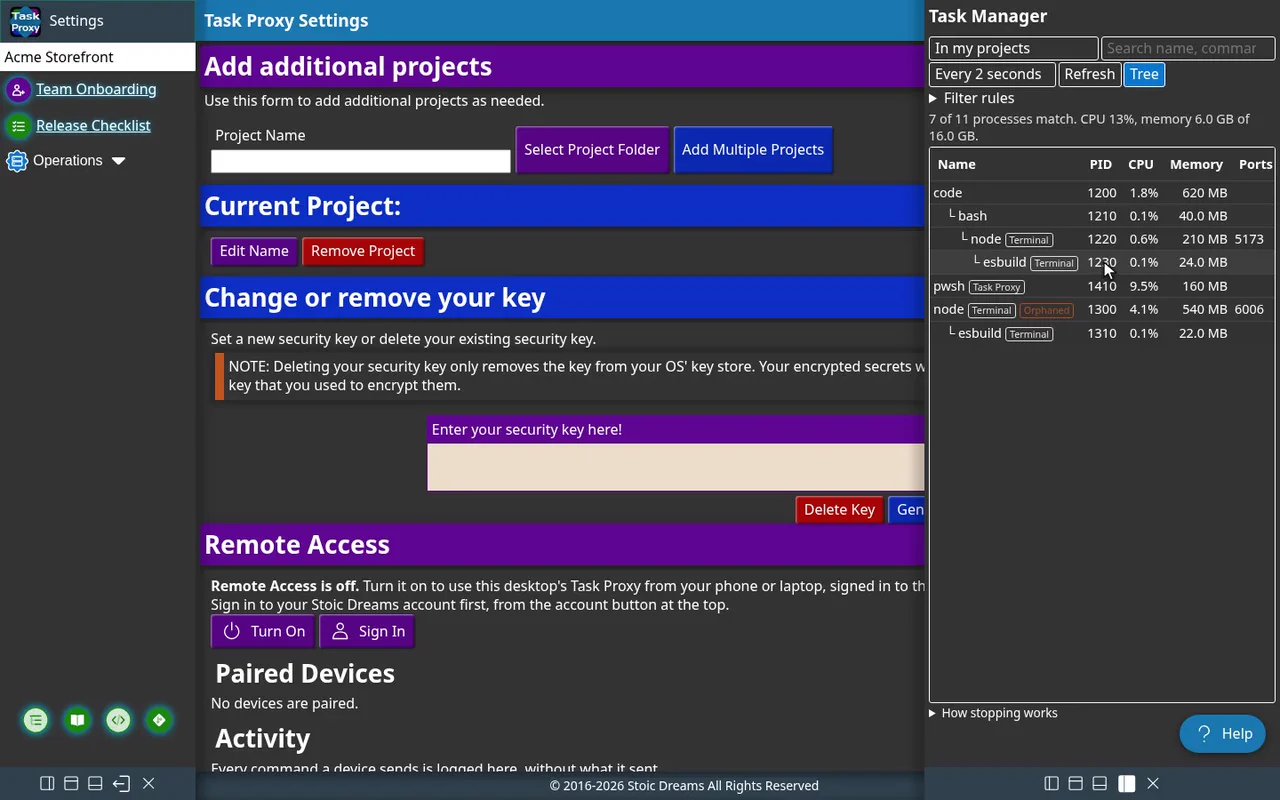 Task Proxy
Settings
Acme Storefront
Team Onboarding
Release Checklist
Operations
Task Proxy Settings
Add additional projects
Use this form to add additional projects as needed.
Project Name
Select Project Folder
Add Multiple Projects
Current Project:
Edit Name
Remove Project
Change or remove your key
Set a new security key or delete your existing security key.
NOTE: Deleting your security key only removes the key from your OS' key store. Your encrypted secrets w
key that you used to encrypt them.
Enter your security key here!
Delete Key
Gen
Remote Access
Remote Access is off. Turn it on to use this desktop's Task Proxy from your phone or laptop, signed in to th
Sign in to your Stoic Dreams account first, from the account button at the top.
Turn On
Sign In
Paired Devices
No devices are paired.
Activity
Every command a device sends is logged here, without what it sent
© 2016-2026 Stoic Dreams All Rights Reserved
Task Manager
In my projects
Search name, commar
Every 2 seconds
Refresh
Tree
Filter rules
7 of 11 processes match. CPU 13%, memory 6.0 GB of
16.0 GB.
Name PID CPU Memory Ports
code 1200 1.8% 620 MB
└ bash 1210 0.1% 40.0 MB
└ node Terminal 1220 0.6% 210 MB 5173
└ esbuild Terminal 1230 0.1% 24.0 MB
pwsh Task Proxy 1410 9.5% 160 MB
node Terminal Orphaned 1300 4.1% 540 MB 6006
└ esbuild Terminal 1310 0.1% 22.0 MB
How stopping works
Help